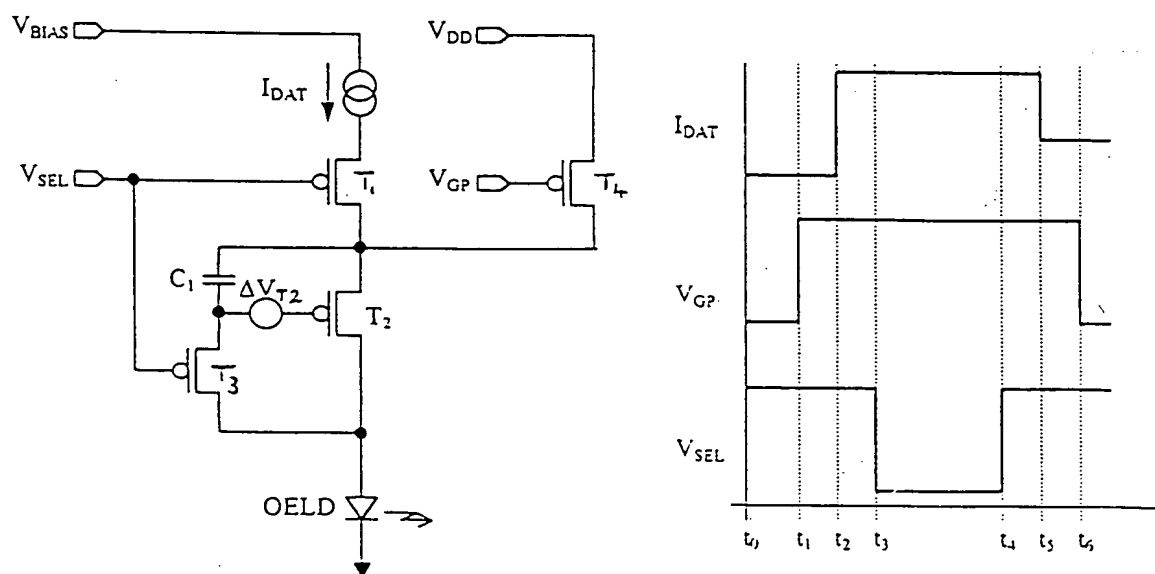 V_BIAS
V_DD
I_DAT
V_SEL
T_1
V_GP
T_4
C_1
ΔV_T2
T_2
T_3
OELD
I_DAT
V_GP
V_SEL
t_0 t_1 t_2 t_3 t_4 t_5 t_6